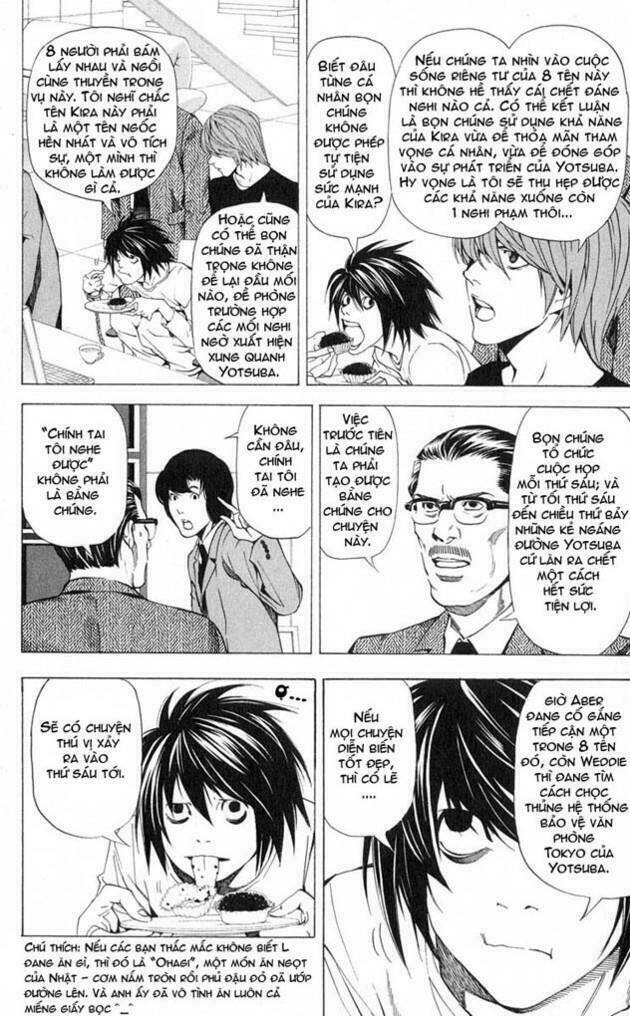 NẾU CHÚNG TA NHÌN VÀO CUỘC
SỐNG RIÊNG TƯ CỦA 8 TÊN NÀY
THÌ KHÔNG HỀ THẤY CÁI CHẾT ĐÁNG
NGHI NÀO CẢ. CÓ THỂ KẾT LUẬN
LÀ BỌN CHÚNG SỬ DỤNG KHẢ NĂNG
CỦA KIRA VỪA ĐỂ THỎA MÃN THAM
VỌNG CÁ NHÂN, VỪA ĐỂ ĐÓNG GÓP
VÀO SỰ PHÁT TRIỂN CỦA YOTSUBA.
HY VỌNG LÀ TÔI SẼ THU HẸP ĐƯỢC
CÁC KHẢ NĂNG XUỐNG CÒN
1 NGHI PHẠM THÔI...
BIẾT ĐÂU
TỪNG CÁ
NHÂN BỌN
CHÚNG
KHÔNG
ĐƯỢC PHÉP
TỰ TIỆN
SỬ DỤNG
SỨC MẠNH
CỦA KIRA?
8 NGƯỜI PHẢI BÁM
LẤY NHAU VÀ NGỒI
CÙNG THUYỀN TRONG
VỤ NÀY. TÔI NGHĨ CHẮC
TÊN KIRA NÀY PHẢI
LÀ MỘT TÊN NGỐC
HÈN NHÁT VÀ VÔ TÍCH
SỰ, MỘT MÌNH THÌ
KHÔNG LÀM ĐƯỢC
GÌ CẢ.
HOẶC CŨNG
CÓ THỂ BỌN
CHÚNG ĐÃ THẬN
TRỌNG KHÔNG
ĐỂ LẠI ĐẦU MỐI
NÀO, ĐỀ PHÒNG
TRƯỜNG HỢP
CÁC MỐI NGHI
NGỜ XUẤT HIỆN
XUNG QUANH
YOTSUBA.
BỌN CHÚNG
TỔ CHỨC
CUỘC HỌP
MỖI THỨ SÁU; VÀ
TỪ TỐI THỨ SÁU
ĐẾN CHIỀU THỨ BẢY
NHỮNG KẺ NGÁNG
ĐƯỜNG YOTSUBA
CỨ LĂN RA CHẾT
MỘT CÁCH
HẾT SỨC
TIỆN LỢI.
VIỆC
TRƯỚC TIÊN
LÀ CHÚNG
TA PHẢI
TẠO ĐƯỢC
BẰNG
CHỨNG CHO
CHUYỆN
NÀY.
KHÔNG
CẦN ĐÂU,
CHÍNH TAI
TÔI ĐÃ
NGHE
...
"CHÍNH TAI
TÔI NGHE
ĐƯỢC"
KHÔNG PHẢI
LÀ BẰNG
CHỨNG.
GIỜ ABER
ĐANG CỐ GẮNG
TIẾP CẬN MỘT
TRONG 8 TÊN
ĐÓ, CÒN WEDDIE
THÌ ĐANG TÌM
CÁCH CHỌC
THỦNG HỆ THỐNG
BẢO VỆ VĂN
PHÒNG
TOKYO CỦA
YOTSUBA.
NẾU
MỌI CHUYỆN
DIỄN BIẾN
TỐT ĐẸP,
THÌ CÓ LẼ
....
Ợ...
SẼ CÓ CHUYỆN
THÚ VỊ XẢY
RA VÀO
THỨ SÁU TỚI.
CHÚ THÍCH: NẾU CÁC BẠN THẮC MẮC KHÔNG BIẾT L
ĐANG ĂN GÌ, THÌ ĐÓ LÀ "OHAGI", MỘT MÓN ĂN NGỌT
CỦA NHẬT – CƠM NẮM TRÒN RỒI PHỦ ĐẬU ĐỎ ĐÃ ƯỚP
ĐƯỜNG LÊN. VÀ ANH ẤY ĐÃ VÔ TÌNH ĂN LUÔN CẢ
MIẾNG GIẤY BỌC ^_^